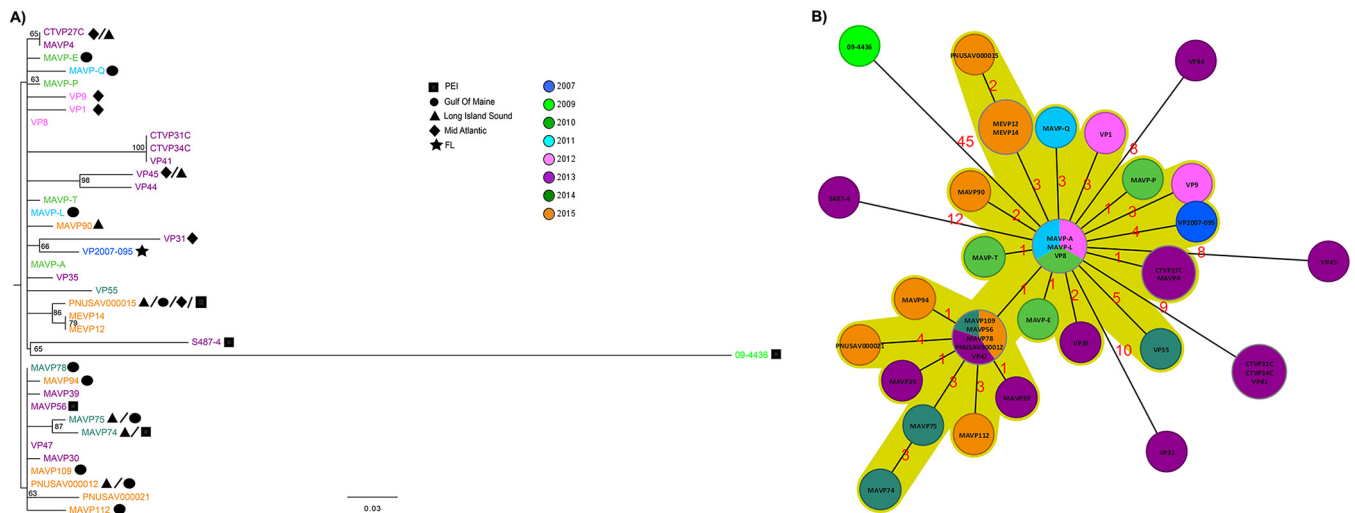 A)
65
CTVP27C
MAVP4
MAVP-E
MAVP-Q
63
MAVP-P
VP9
VP1
VP8
CTVP31C
100
CTVP34C
VP41
VP45
98
VP44
MAVP-T
MAVP-L
MAVP90
VP31
66
VP2007-095
MAVP-A
VP35
VP55
PNUSAV000015
86
MEVP14
79
MEVP12
S487-4
65
09-4436
MAVP78
MAVP94
MAVP39
MAVP56
MAVP75
87
MAVP74
VP47
MAVP30
MAVP109
PNUSAV000012
63
PNUSAV000021
MAVP112
0.03
PEI
Gulf Of Maine
Long Island Sound
Mid Atlantic
FL
2007
2009
2010
2011
2012
2013
2014
2015
B)
09-4436
PNUSAV000015
VP44
2
MEVP12
MEVP14
MAVP-Q
VP1
45
8
MAVP-P
VP9
3
3
3
MAVP90
1
3
S487-4
12
2
4
VP2007-095
MAVP-A
MAVP-L
VP8
MAVP-T
1
1
8
VP45
CTVP27C
MAVP4
MAVP94
1
1
2
5
9
1
MAVP109
MAVP56
MAVP78
PNUSAV000012
VP47
MAVP-E
VP35
10
VP55
PNUSAV000021
4
1
1
CTVP31C
CTVP34C
VP41
MAVP30
3
3
MAVP39
MAVP75
MAVP112
VP31
3
MAVP74